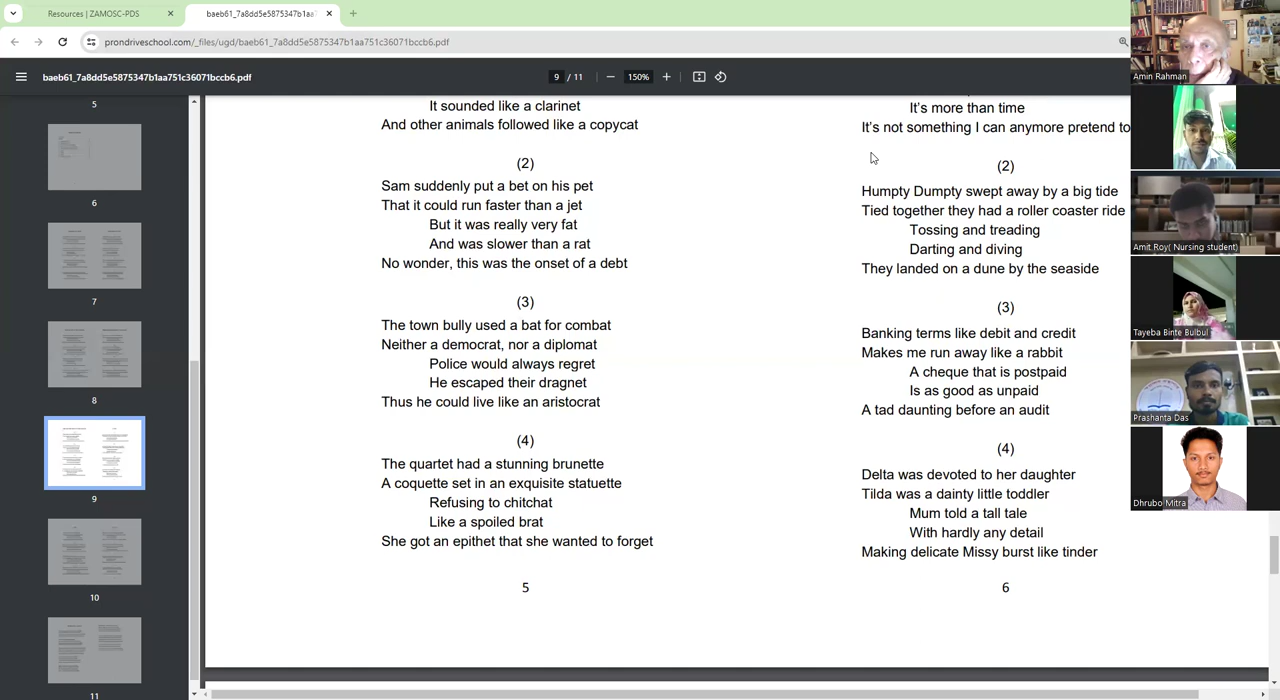 Resources | ZAMOSC-PDS
baeb61_7a8dd5e5875347b1aa7
prondriveschool.com/_files/ugd/baeb61_7a8dd5e5875347b1aa751c36071bccb6.pdf
baeb61_7a8dd5e5875347b1aa751c36071bccb6.pdf
9 / 11
150%
5
6
7
8
9
10
11
It sounded like a clarinet
And other animals followed like a copycat
(2)
Sam suddenly put a bet on his pet
That it could run faster than a jet
But it was really very fat
And was slower than a rat
No wonder, this was the onset of a debt
(3)
The town bully used a bat for combat
Neither a democrat, nor a diplomat
Police would always regret
He escaped their dragnet
Thus he could live like an aristocrat
(4)
The quartet had a stunning brunette
A coquette set in an exquisite statuette
Refusing to chitchat
Like a spoiled brat
She got an epithet that she wanted to forget
5
It's more than time
It's not something I can anymore pretend to
(2)
Humpty Dumpty swept away by a big tide
Tied together they had a roller coaster ride
Tossing and treading
Darting and diving
They landed on a dune by the seaside
(3)
Banking terms like debit and credit
Makes me run away like a rabbit
A cheque that is postpaid
Is as good as unpaid
A tad daunting before an audit
(4)
Delta was devoted to her daughter
Tilda was a dainty little toddler
Mum told a tall tale
With hardly any detail
Making delicate Missy burst like tinder
6
Amin Rahman
Amit Roy( Nursing student)
Tayeba Binte Bulbul
Prashanta Das
Dhrubo Mitra